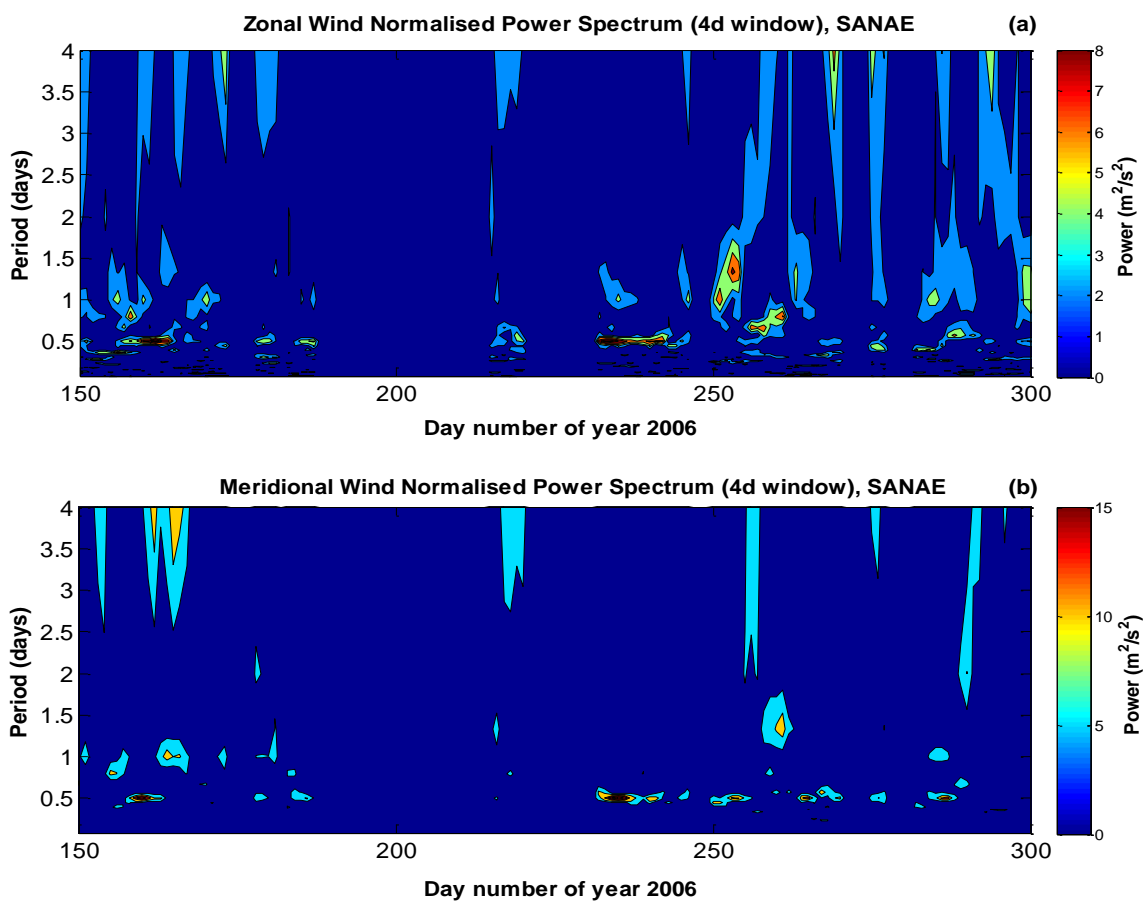 Zonal Wind Normalised Power Spectrum (4d window), SANAE (a)
4
3.5
3
2.5
2
1.5
1
0.5
Period (days)
150 200 250 300
Day number of year 2006
8
7
6
5
4
3
2
1
0
Power (m²/s²)
Meridional Wind Normalised Power Spectrum (4d window), SANAE (b)
4
3.5
3
2.5
2
1.5
1
0.5
Period (days)
150 200 250 300
Day number of year 2006
15
10
5
0
Power (m²/s²)